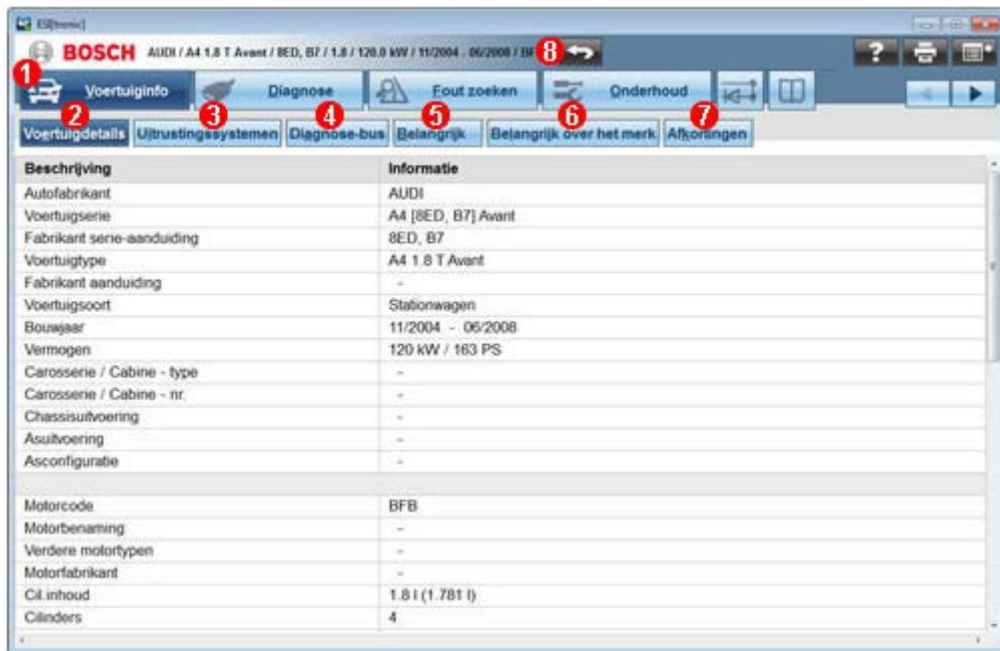 ESI[tronic]
BOSCH AUDI / A4 1.8 T Avant / 8ED, B7 / 1.8 / 120.0 kW / 11/2004 - 06/2008 / BF 8 ?
1 Voertuiginfo Diagnose Fout zoeken Onderhoud
2 3 4 5 6 7
Voertuigdetails Uitrustingssystemen Diagnose-bus Belangrijk Belangrijk over het merk Afkortingen
Beschrijving Informatie
Autofabrikant AUDI
Voertuigserie A4 [8ED, B7] Avant
Fabrikant serie-aanduiding 8ED, B7
Voertuigtype A4 1.8 T Avant
Fabrikant aanduiding -
Voertuigsoort Stationwagen
Bouwjaar 11/2004 - 06/2008
Vermogen 120 kW / 163 PS
Carosserie / Cabine - type -
Carosserie / Cabine - nr. -
Chassisuitvoering -
Asuitvoering -
Asconfiguratie -
Motorcode BFB
Motorbenaming -
Verdere motortypen -
Motorfabrikant -
Cil.inhoud 1.8 l (1.781 l)
Cilinders 4